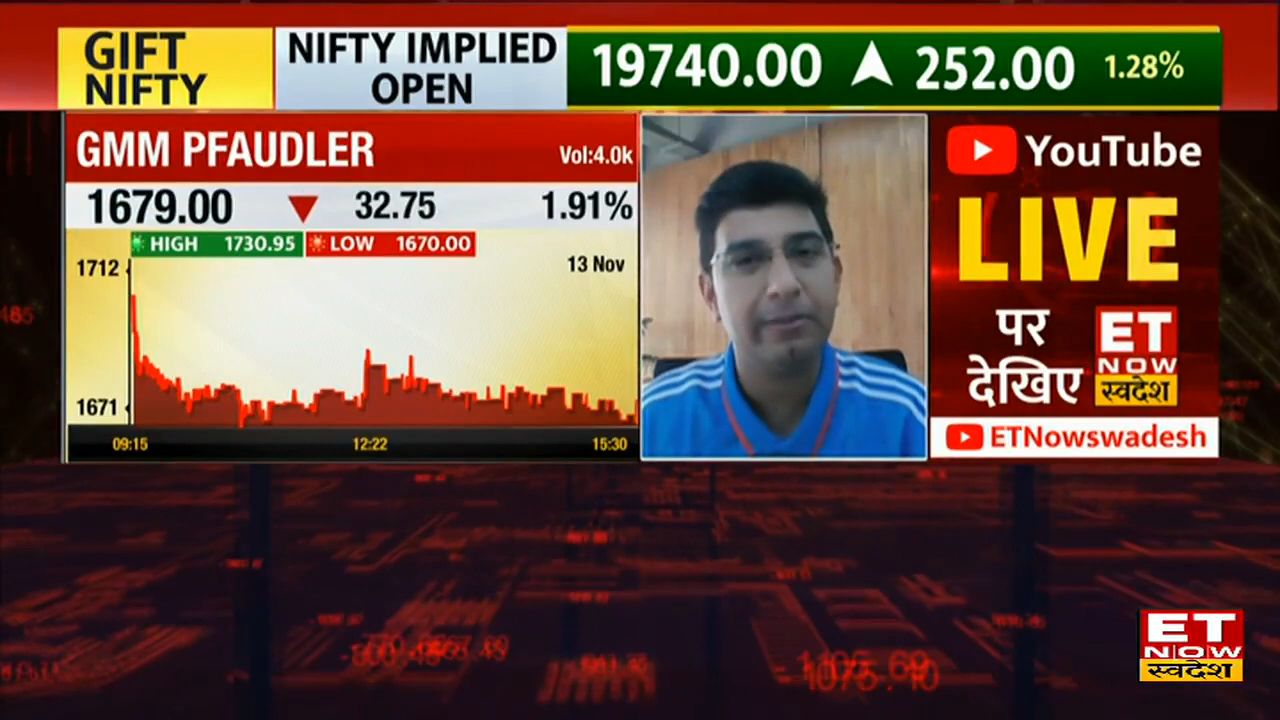 GIFT
NIFTY
NIFTY IMPLIED
OPEN
19740.00 252.00 1.28%
GMM PFAUDLER Vol:4.0k
1679.00 32.75 1.91%
HIGH 1730.95 LOW 1670.00
1712 13 Nov
1671
09:15 12:22 15:30
YouTube
LIVE
पर
देखिए
ET
NOW
स्वदेश
ETNowswadesh
ET
NOW
स्वदेश